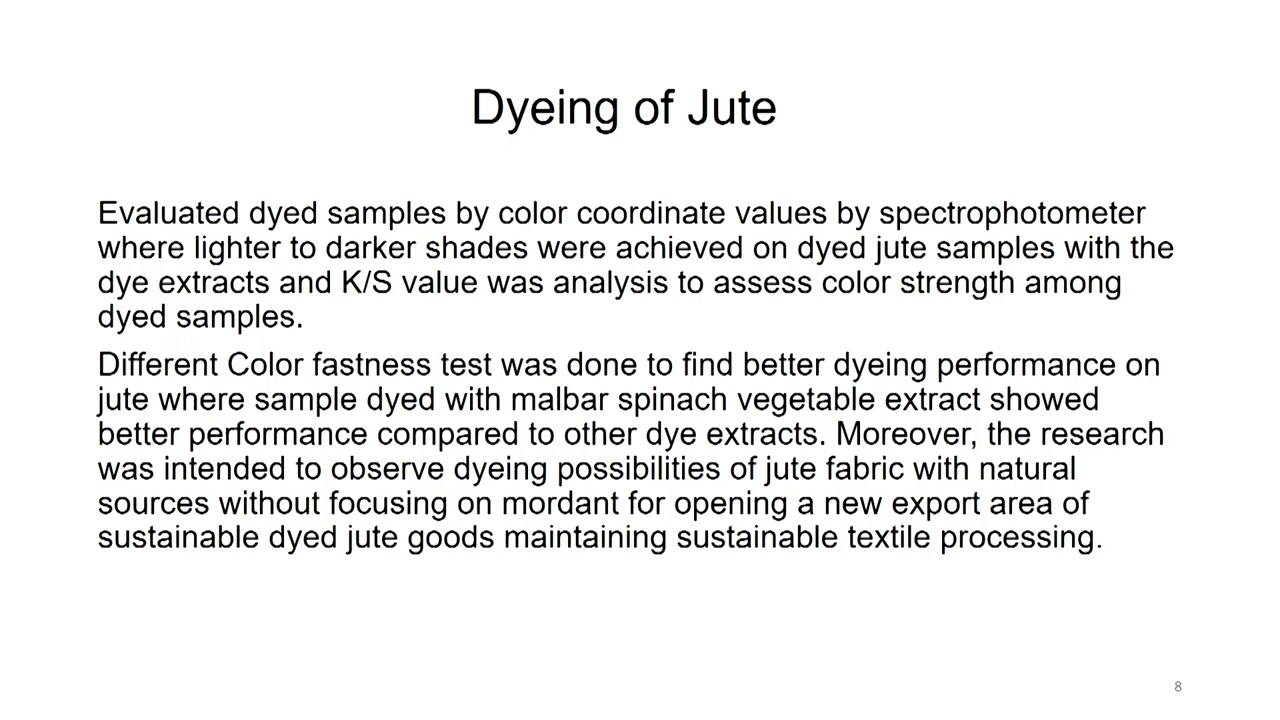 Dyeing of Jute
Evaluated dyed samples by color coordinate values by spectrophotometer
where lighter to darker shades were achieved on dyed jute samples with the
dye extracts and K/S value was analysis to assess color strength among
dyed samples.
Different Color fastness test was done to find better dyeing performance on
jute where sample dyed with malbar spinach vegetable extract showed
better performance compared to other dye extracts. Moreover, the research
was intended to observe dyeing possibilities of jute fabric with natural
sources without focusing on mordant for opening a new export area of
sustainable dyed jute goods maintaining sustainable textile processing.
8